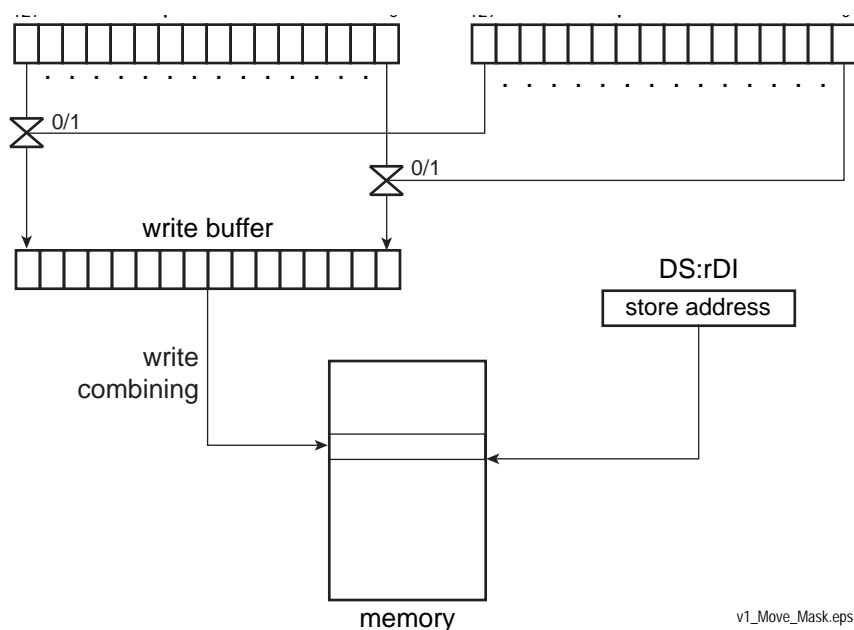 0/1
0/1
write buffer
DS:rDI
store address
write
combining
memory
v1_Move_Mask.eps